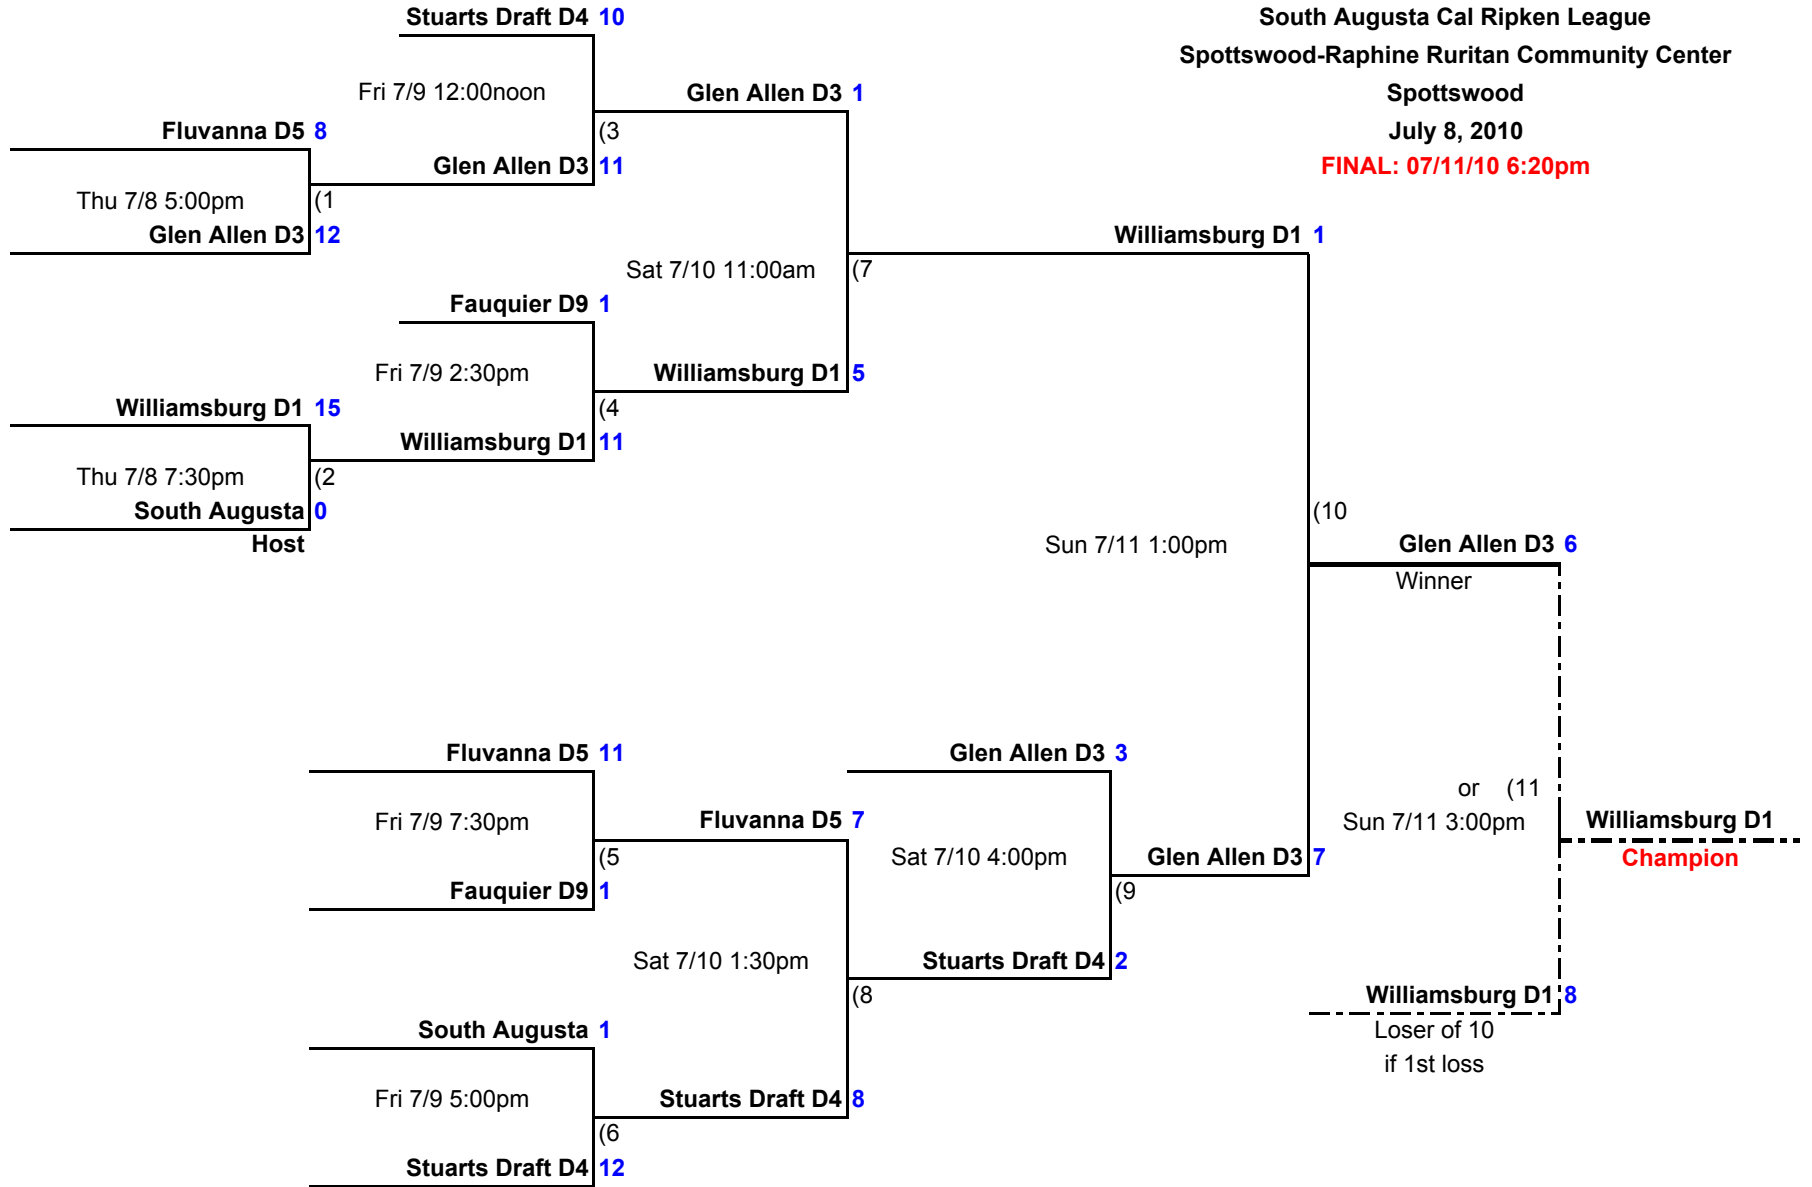 Stuarts Draft D4 10
South Augusta Cal Ripken League
Spottswood-Raphine Ruritan Community Center
Fri 7/9 12:00noon
Glen Allen D3 1
Spottswood
Fluvanna D5 8
(3
July 8, 2010
Glen Allen D3 11
FINAL: 07/11/10 6:20pm
Thu 7/8 5:00pm
(1
Glen Allen D3 12
Williamsburg D1 1
Sat 7/10 11:00am
(7
Fauquier D9 1
Fri 7/9 2:30pm
Williamsburg D1 5
Williamsburg D1 15
(4
Williamsburg D1 11
Thu 7/8 7:30pm
(2
South Augusta 0
(10
Host
Sun 7/11 1:00pm
Glen Allen D3 6
Winner
Fluvanna D5 11
Glen Allen D3 3
or (11
Fri 7/9 7:30pm
Fluvanna D5 7
Sun 7/11 3:00pm
Williamsburg D1
(5
Sat 7/10 4:00pm
Glen Allen D3 7
Champion
Fauquier D9 1
(9
Sat 7/10 1:30pm
Stuarts Draft D4 2
(8
Williamsburg D1 8
South Augusta 1
Loser of 10
if 1st loss
Fri 7/9 5:00pm
Stuarts Draft D4 8
(6
Stuarts Draft D4 12